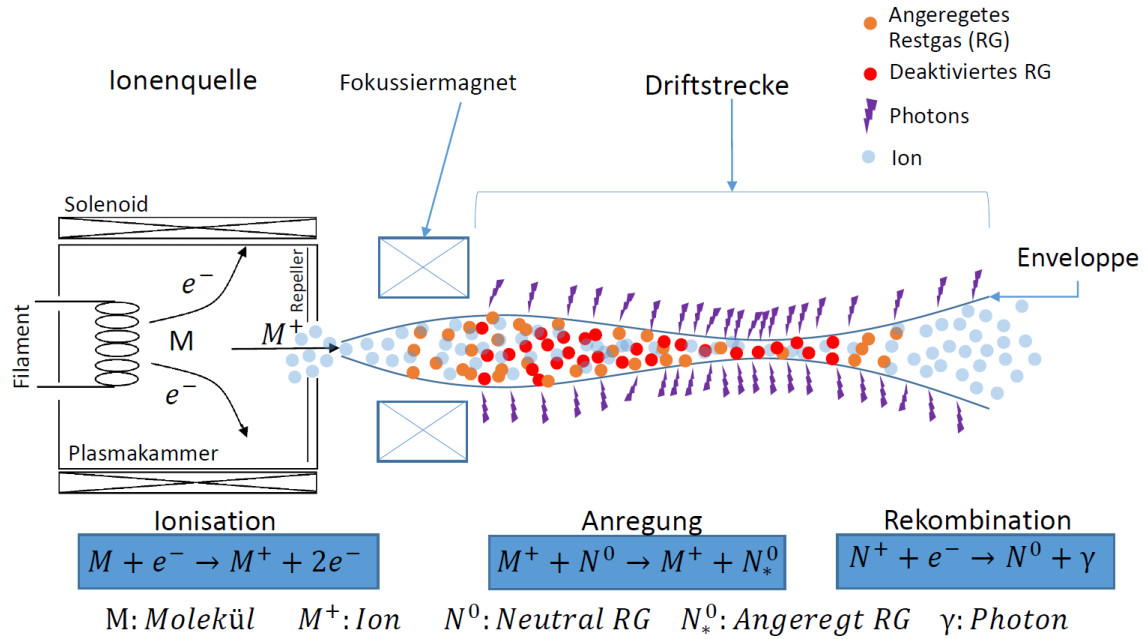 Ionenquelle
Fokussiermagnet
Driftstrecke
Angeregetes
Restgas (RG)
Deaktiviertes RG
Photons
Ion
Solenoid
Enveloppe
Filament
e⁻
M
M⁺
Repeller
e⁻
Plasmakammer
Ionisation
Anregung
Rekombination
M + e⁻ → M⁺ + 2e⁻
M⁺ + N⁰ → M⁺ + N⁰*
N⁺ + e⁻ → N⁰ + γ
M: Molekül M⁺: Ion N⁰: Neutral RG N⁰*: Angeregt RG γ: Photon